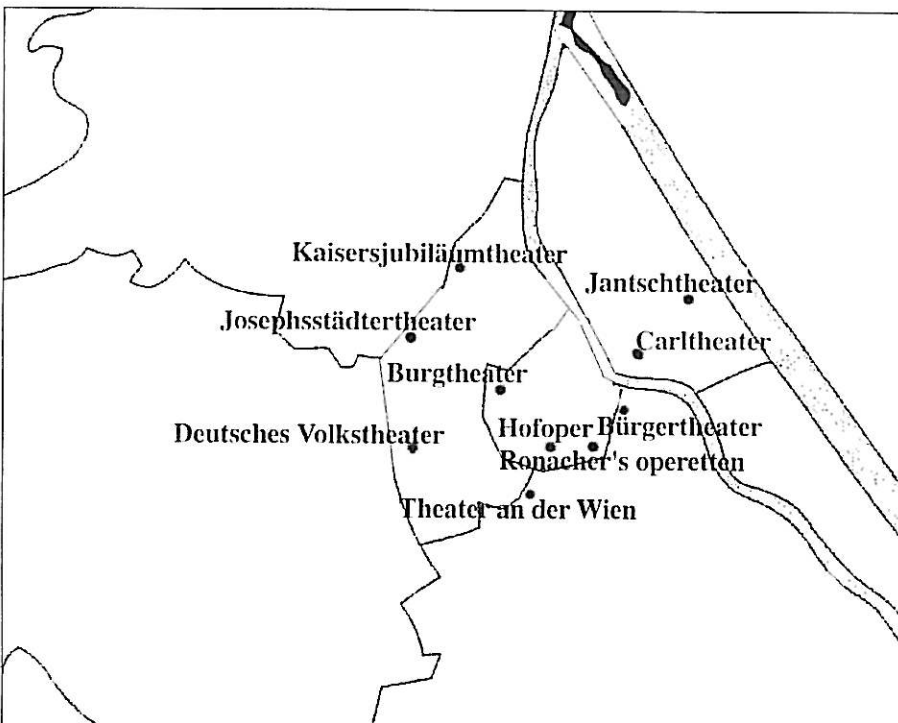 Kaisersjubiläumtheater
Jantschtheater
Josephsstädtertheater
Carltheater
Burgtheater
Deutsches Volkstheater
Hofoper
Bürgertheater
Ronacher's operetten
Theater an der Wien